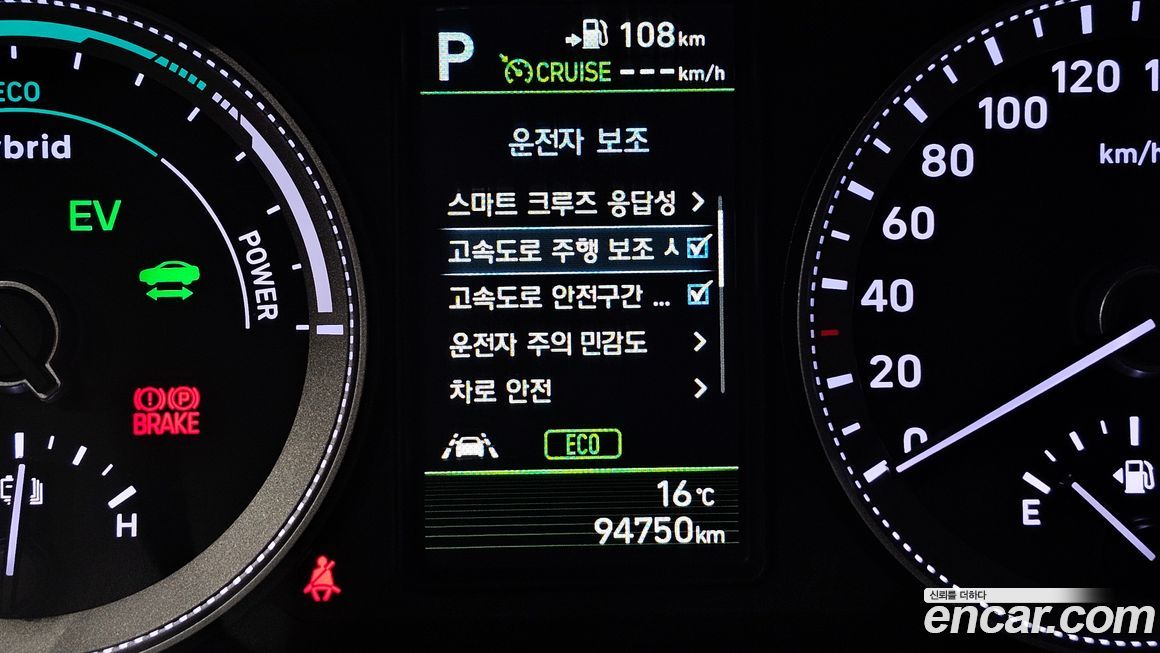 P
108 km
CRUISE ---km/h
운전자 보조
스마트 크루즈 응답성 >
고속도로 주행 보조 시
고속도로 안전구간 ...
운전자 주의 민감도 >
차로 안전 >
ECO
16℃
94750km
ECO
POWER
EV
BRAKE
H
120
100
80
60
40
20
0
km/h
E
신뢰를 더하다
encar.com